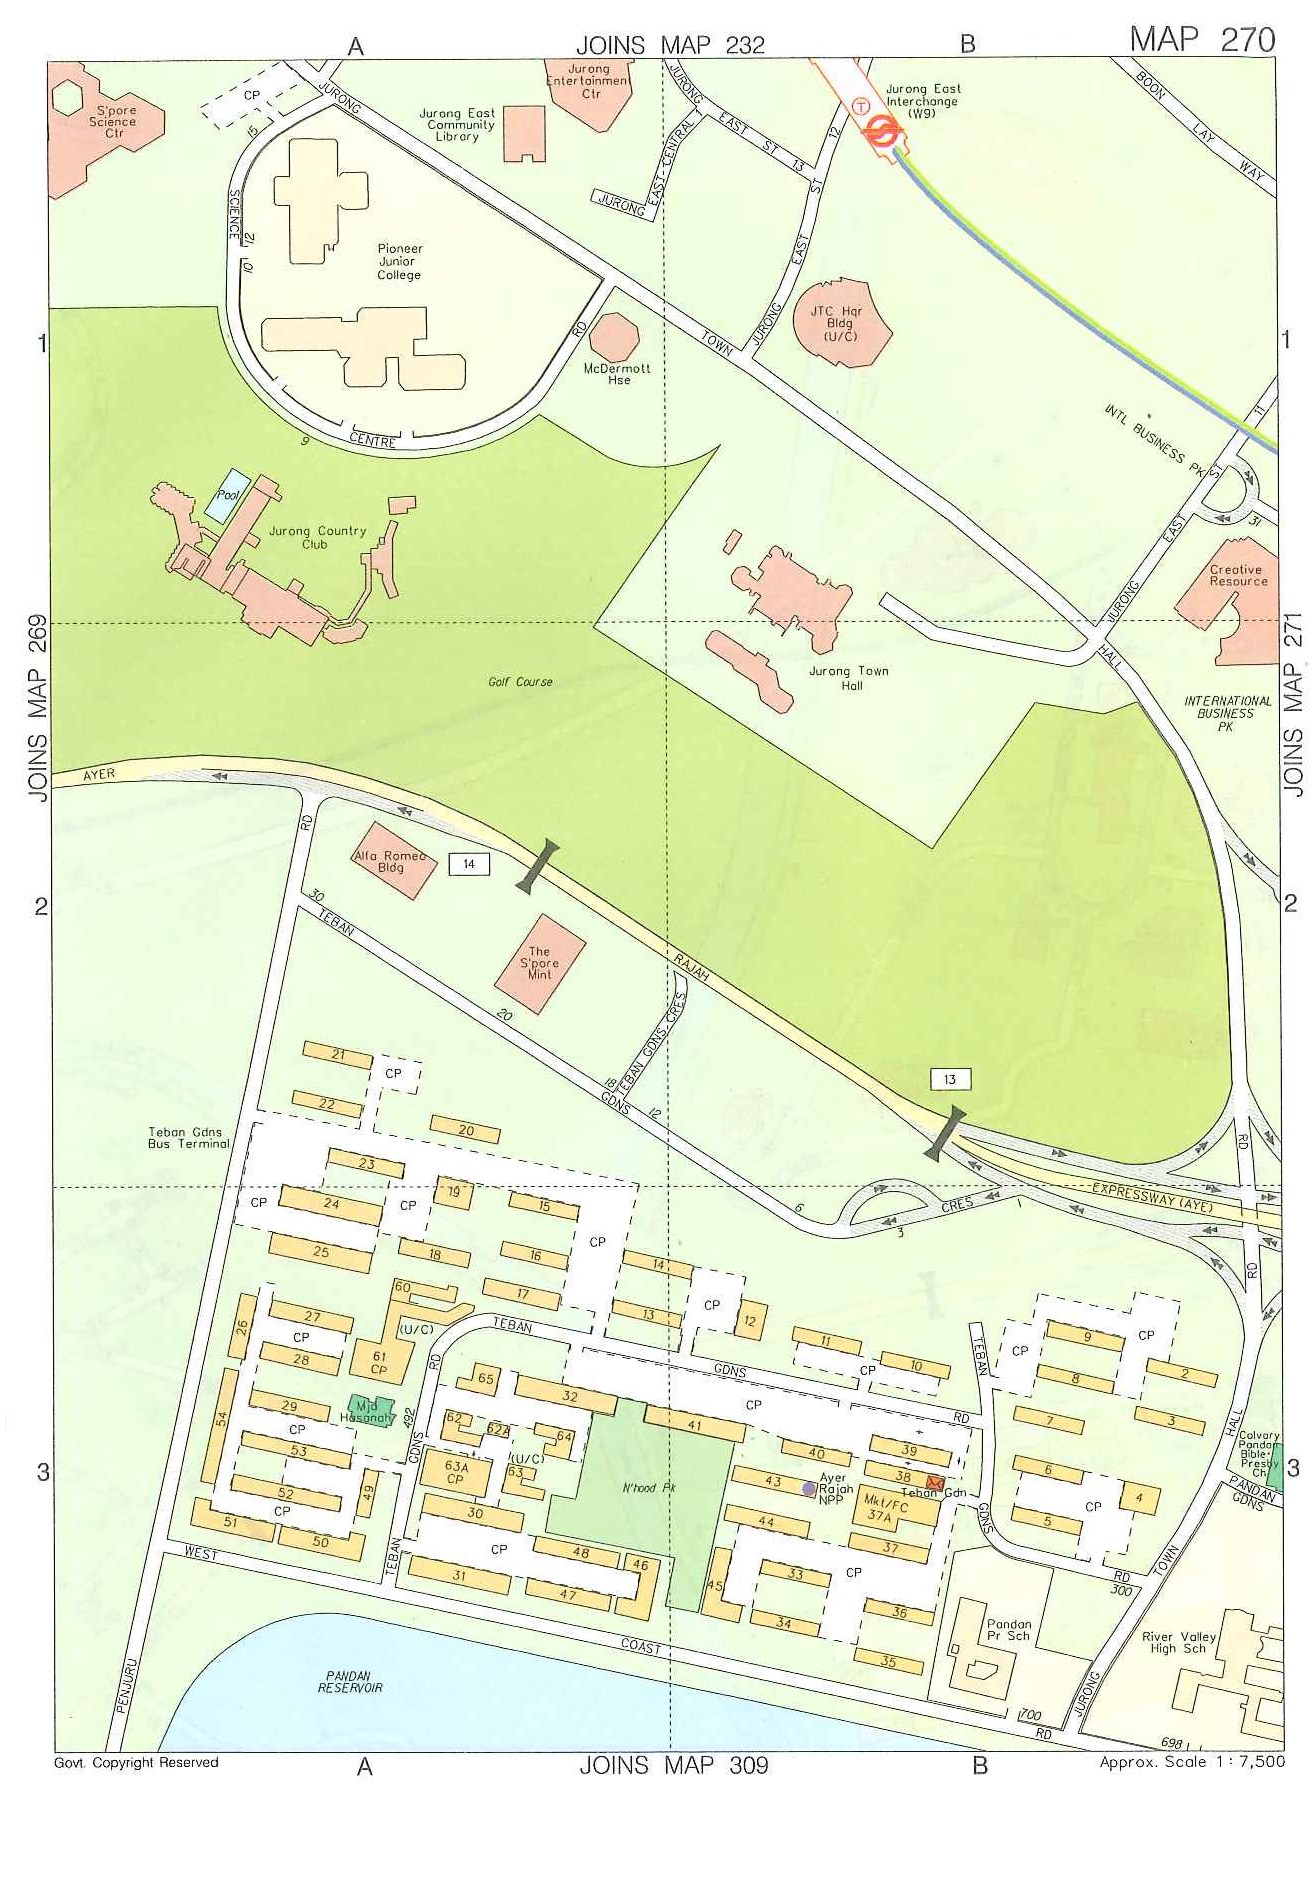 A
JOINS MAP 232
B
MAP 270
CP
S'pore
Science
Ctr
15
JURONG
Jurong
Entertainment
Ctr
Jurong East
Community
Library
JURONG
EAST ST 13
EAST-CENTRAL 1
JURONG
12
ST
EAST
JURONG
T
Jurong East
Interchange
(W9)
BOON
LAY
WAY
SCIENCE
12
10
Pioneer
Junior
College
RD
9
CENTRE
McDermott
Hse
TOWN
JTC Hqr
Bldg
(U/C)
1
1
11
INTL BUSINESS PK
ST
EAST
JURONG
31
Creative
Resource
Pool
Jurong Country
Club
JOINS MAP 269
JOINS MAP 271
Jurong Town
Hall
HALL
INTERNATIONAL
BUSINESS
PK
Golf Course
AYER
RD
Alfa Romeo
Bldg
14
30
TEBAN
2
2
The
S'pore
Mint
RAJAH
20
TEBAN GDNS CRES
18
GDNS
12
13
21
CP
22
20
Teban Gdns
Bus Terminal
23
RD
CP
24
CP
19
15
6
3
CRES
EXPRESSWAY (AYE)
25
18
16
CP
14
RD
17
60
13
CP
12
26
27
CP
28
(U/C)
61
CP
RD
TEBAN
11
CP
10
TEBAN
CP
9
CP
8
2
GDNS
65
32
CP
RD
54
29
CP
53
Mjd
Hasanah
492
GDNS
62
62A
64
(U/C)
63
63A
CP
41
40
39
7
3
HALL
Calvary
Pandan
Bible-
Presby
Ch
PANDAN
GDNS
3
3
52
CP
49
51
50
30
N'hood Pk
43
Ayer
Rajah
NPP
38
Teban Gdn
Mkt/FC
37A
6
CP
4
5
GDNS
44
37
WEST
TEBAN
CP
48
46
31
47
45
33
CP
34
36
35
RD
300
TOWN
Pandan
Pr Sch
River Valley
High Sch
COAST
PANDAN
RESERVOIR
PENJURU
JURONG
700
RD
698
Govt. Copyright Reserved
A
JOINS MAP 309
B
Approx. Scale 1 : 7,500